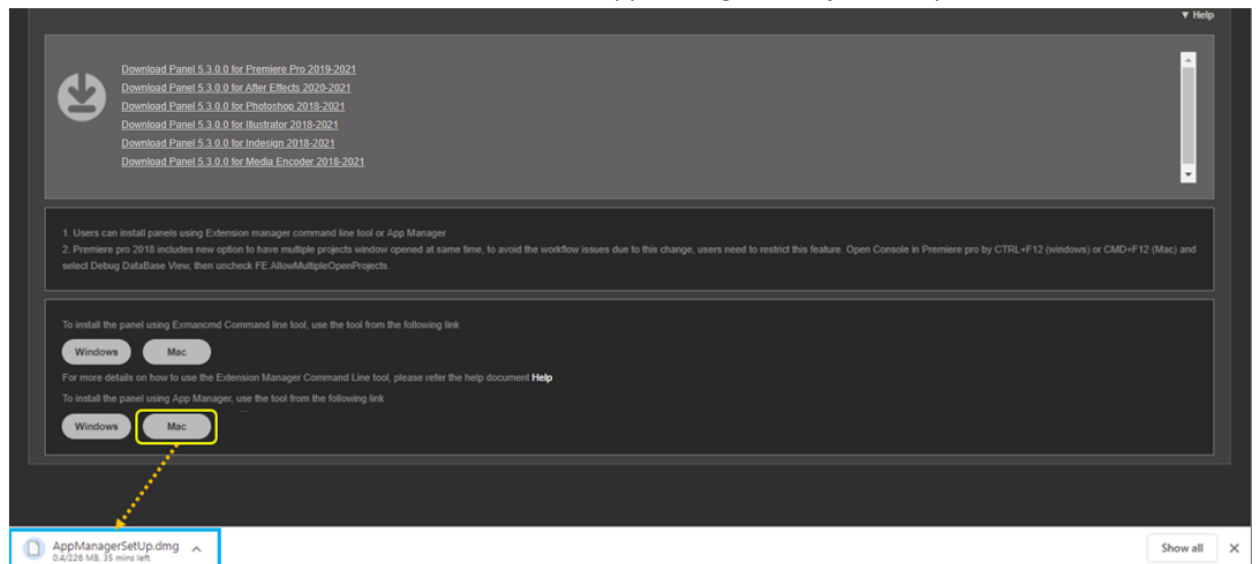 ▼ Help
Download Panel 5.3.0.0 for Premiere Pro 2019-2021
Download Panel 5.3.0.0 for After Effects 2020-2021
Download Panel 5.3.0.0 for Photoshop 2018-2021
Download Panel 5.3.0.0 for Illustrator 2018-2021
Download Panel 5.3.0.0 for Indesign 2018-2021
Download Panel 5.3.0.0 for Media Encoder 2018-2021
1. Users can install panels using Extension manager command line tool or App Manager
2. Premiere pro 2018 includes new option to have multiple projects window opened at same time, to avoid the workflow issues due to this change, users need to restrict this feature. Open Console in Premiere pro by CTRL+F12 (windows) or CMD+F12 (Mac) and
select Debug DataBase View, then uncheck FE.AllowMultipleOpenProjects.
To install the panel using Exmancmd Command line tool, use the tool from the following link
Windows Mac
For more details on how to use the Extension Manager Command Line tool, please refer the help document Help
To install the panel using App Manager, use the tool from the following link
Windows Mac
AppManagerSetUp.dmg
0.4/226 MB, 35 mins left
Show all